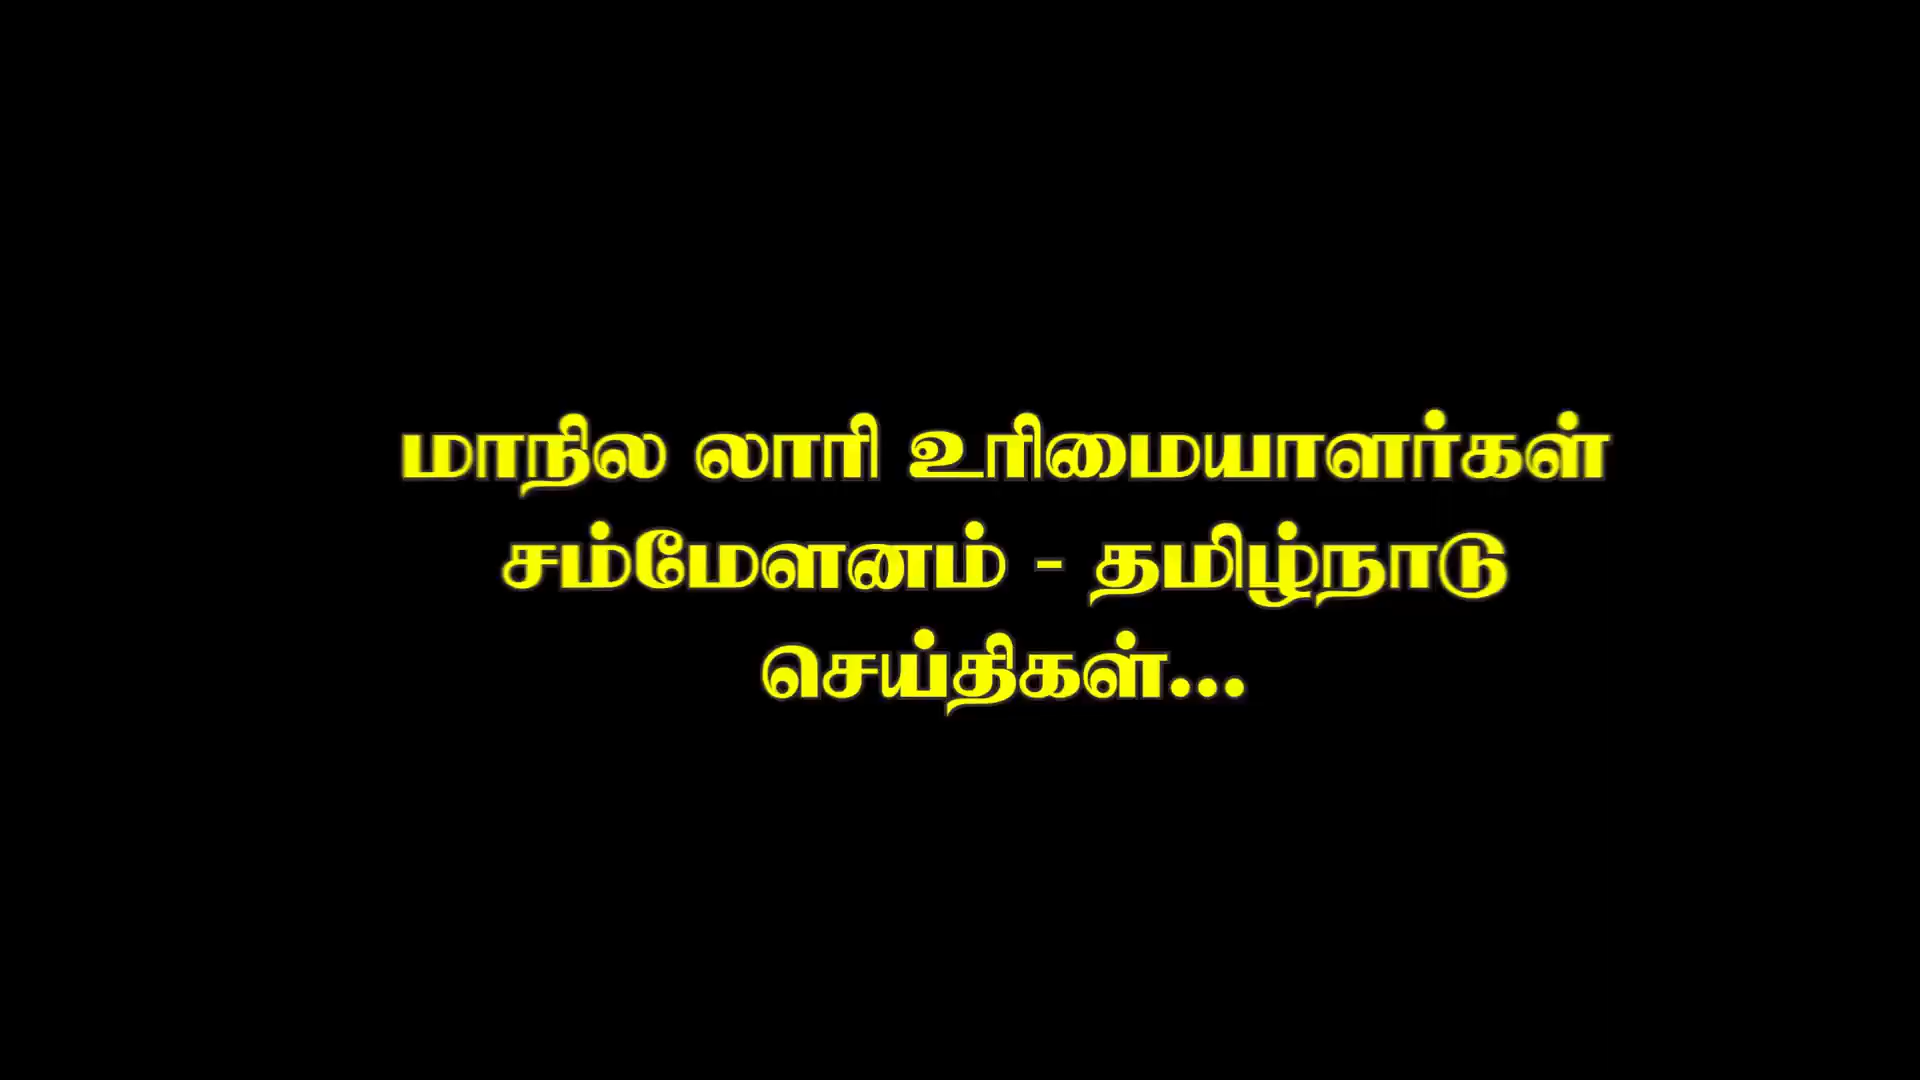 மாநில லாரி உரிமையாளர்கள்
சம்மேளனம் - தமிழ்நாடு
செய்திகள்...